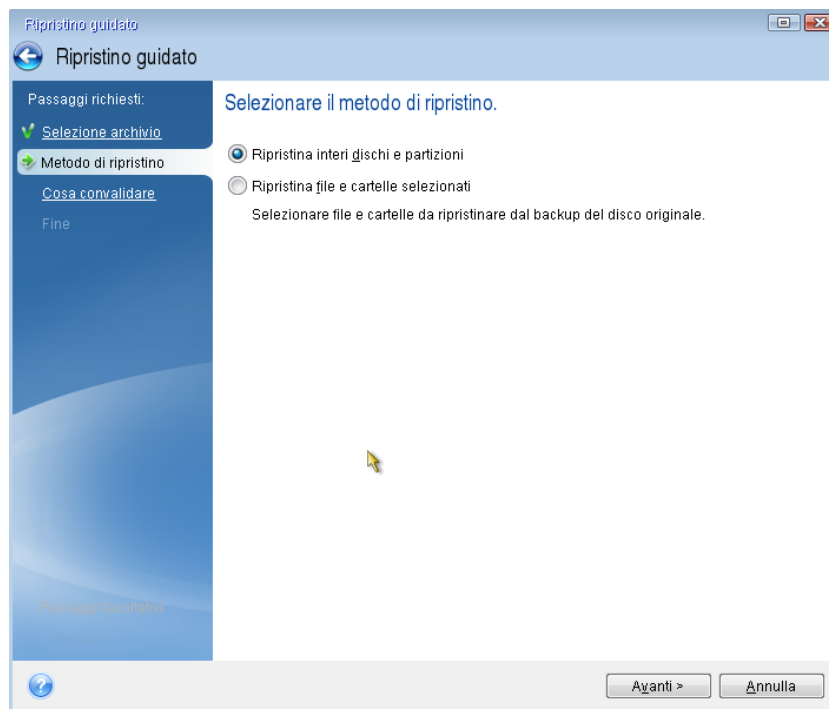 Ripristino guidato
Ripristino guidato
Passaggi richiesti:
Selezione archivio
Metodo di ripristino
Cosa convalidare
Fine
Selezionare il metodo di ripristino.
Ripristina interi dischi e partizioni
Ripristina file e cartelle selezionati
Selezionare file e cartelle da ripristinare dal backup del disco originale.
Avanti >
Annulla